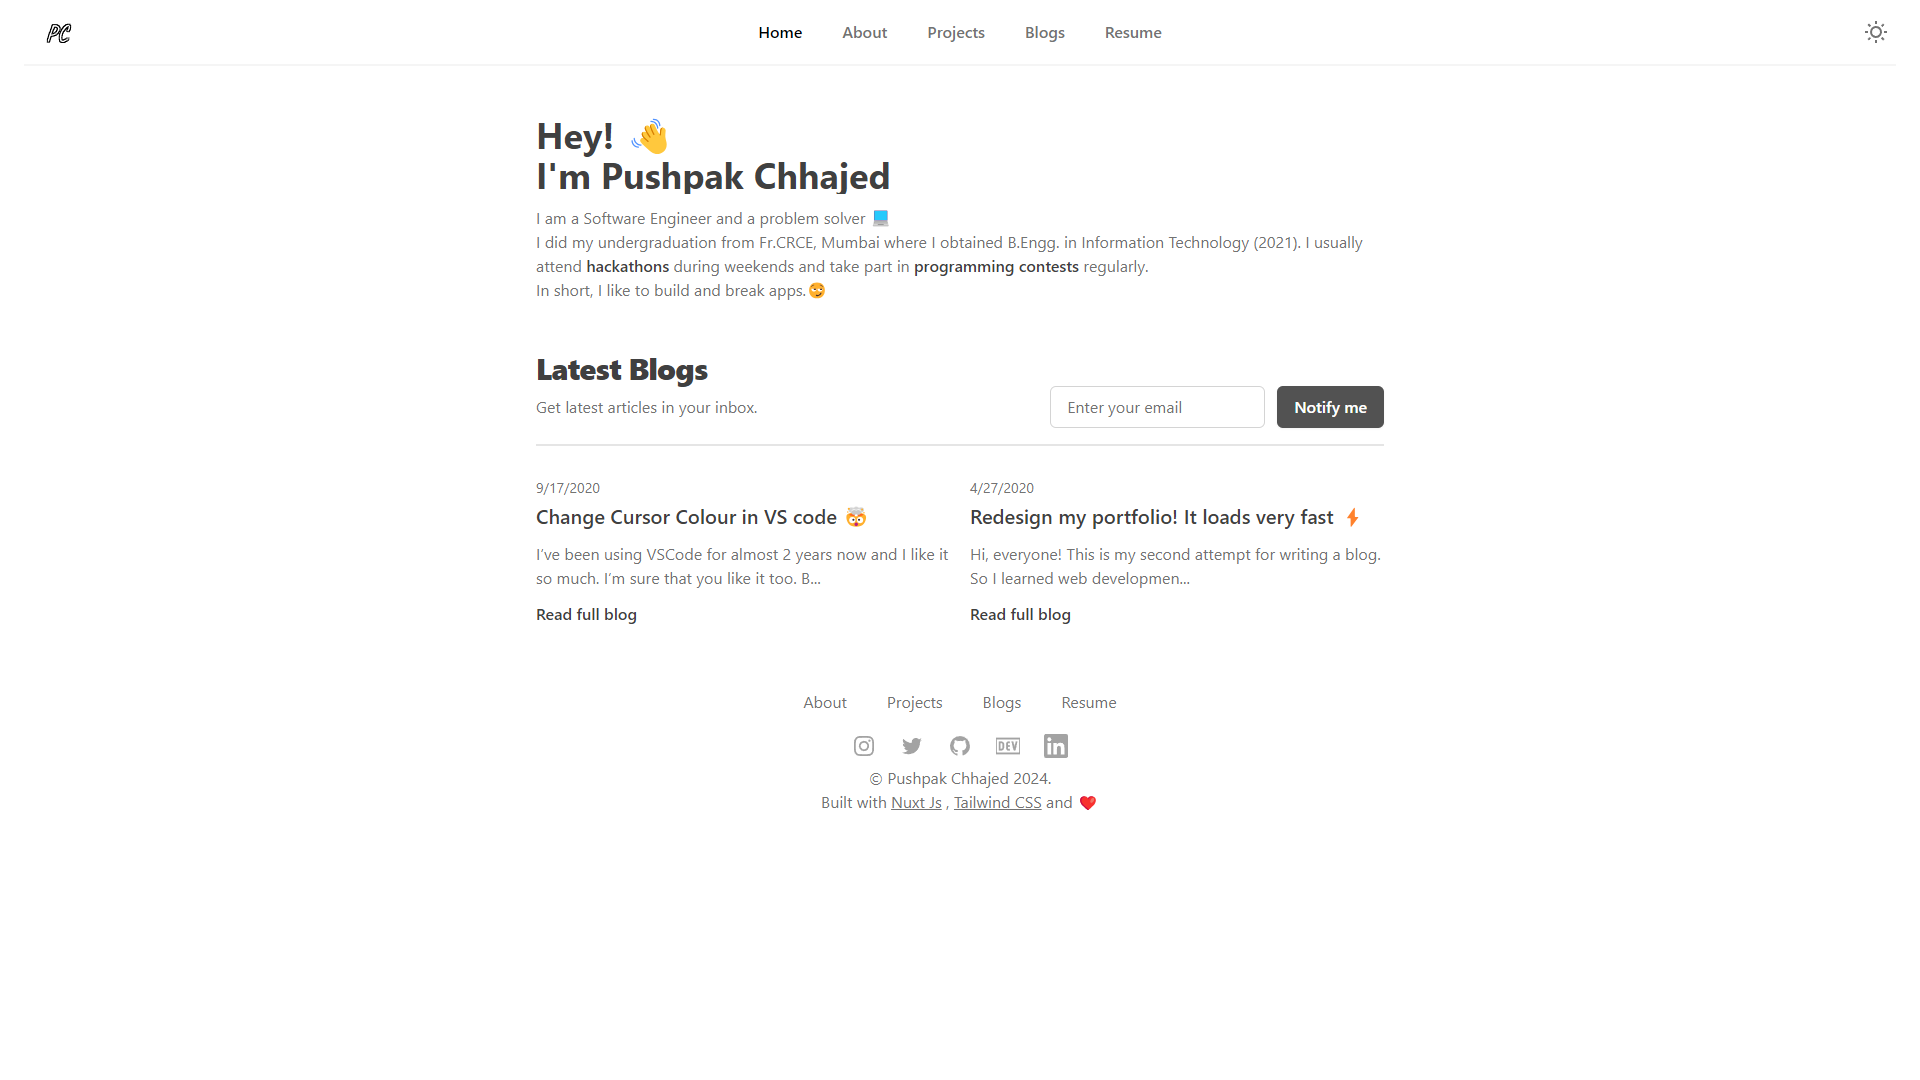 PC
Home About Projects Blogs Resume
Hey! 👋
I'm Pushpak Chhajed
I am a Software Engineer and a problem solver 💻
I did my undergraduation from Fr.CRCE, Mumbai where I obtained B.Engg. in Information Technology (2021). I usually
attend hackathons during weekends and take part in programming contests regularly.
In short, I like to build and break apps.😏
Latest Blogs
Get latest articles in your inbox.
Enter your email
Notify me
9/17/2020
Change Cursor Colour in VS code 🤯
I’ve been using VSCode for almost 2 years now and I like it
so much. I’m sure that you like it too. B...
Read full blog
4/27/2020
Redesign my portfolio! It loads very fast ⚡
Hi, everyone! This is my second attempt for writing a blog.
So I learned web developmen...
Read full blog
About Projects Blogs Resume
DEV in
© Pushpak Chhajed 2024.
Built with Nuxt Js , Tailwind CSS and ❤️